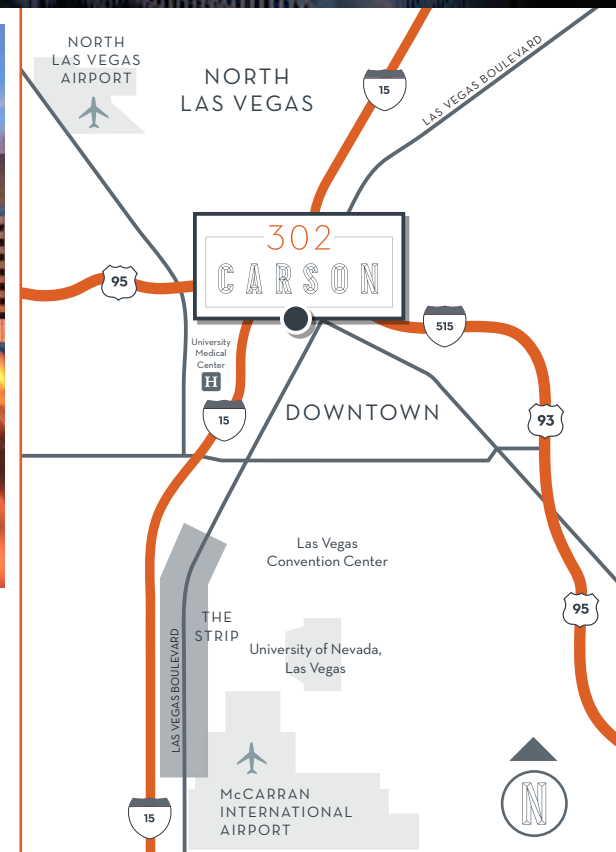 NORTH
LAS VEGAS
AIRPORT
NORTH
LAS VEGAS
15
LAS VEGAS BOULEVARD
302
CARSON
95
515
University
Medical
Center
H
15
DOWNTOWN
93
Las Vegas
Convention Center
95
THE
STRIP
University of Nevada,
Las Vegas
LAS VEGAS BOULEVARD
McCARRAN
INTERNATIONAL
AIRPORT
15
N